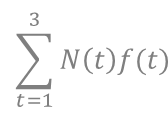 3
∑ N(t)f(t)
t=1